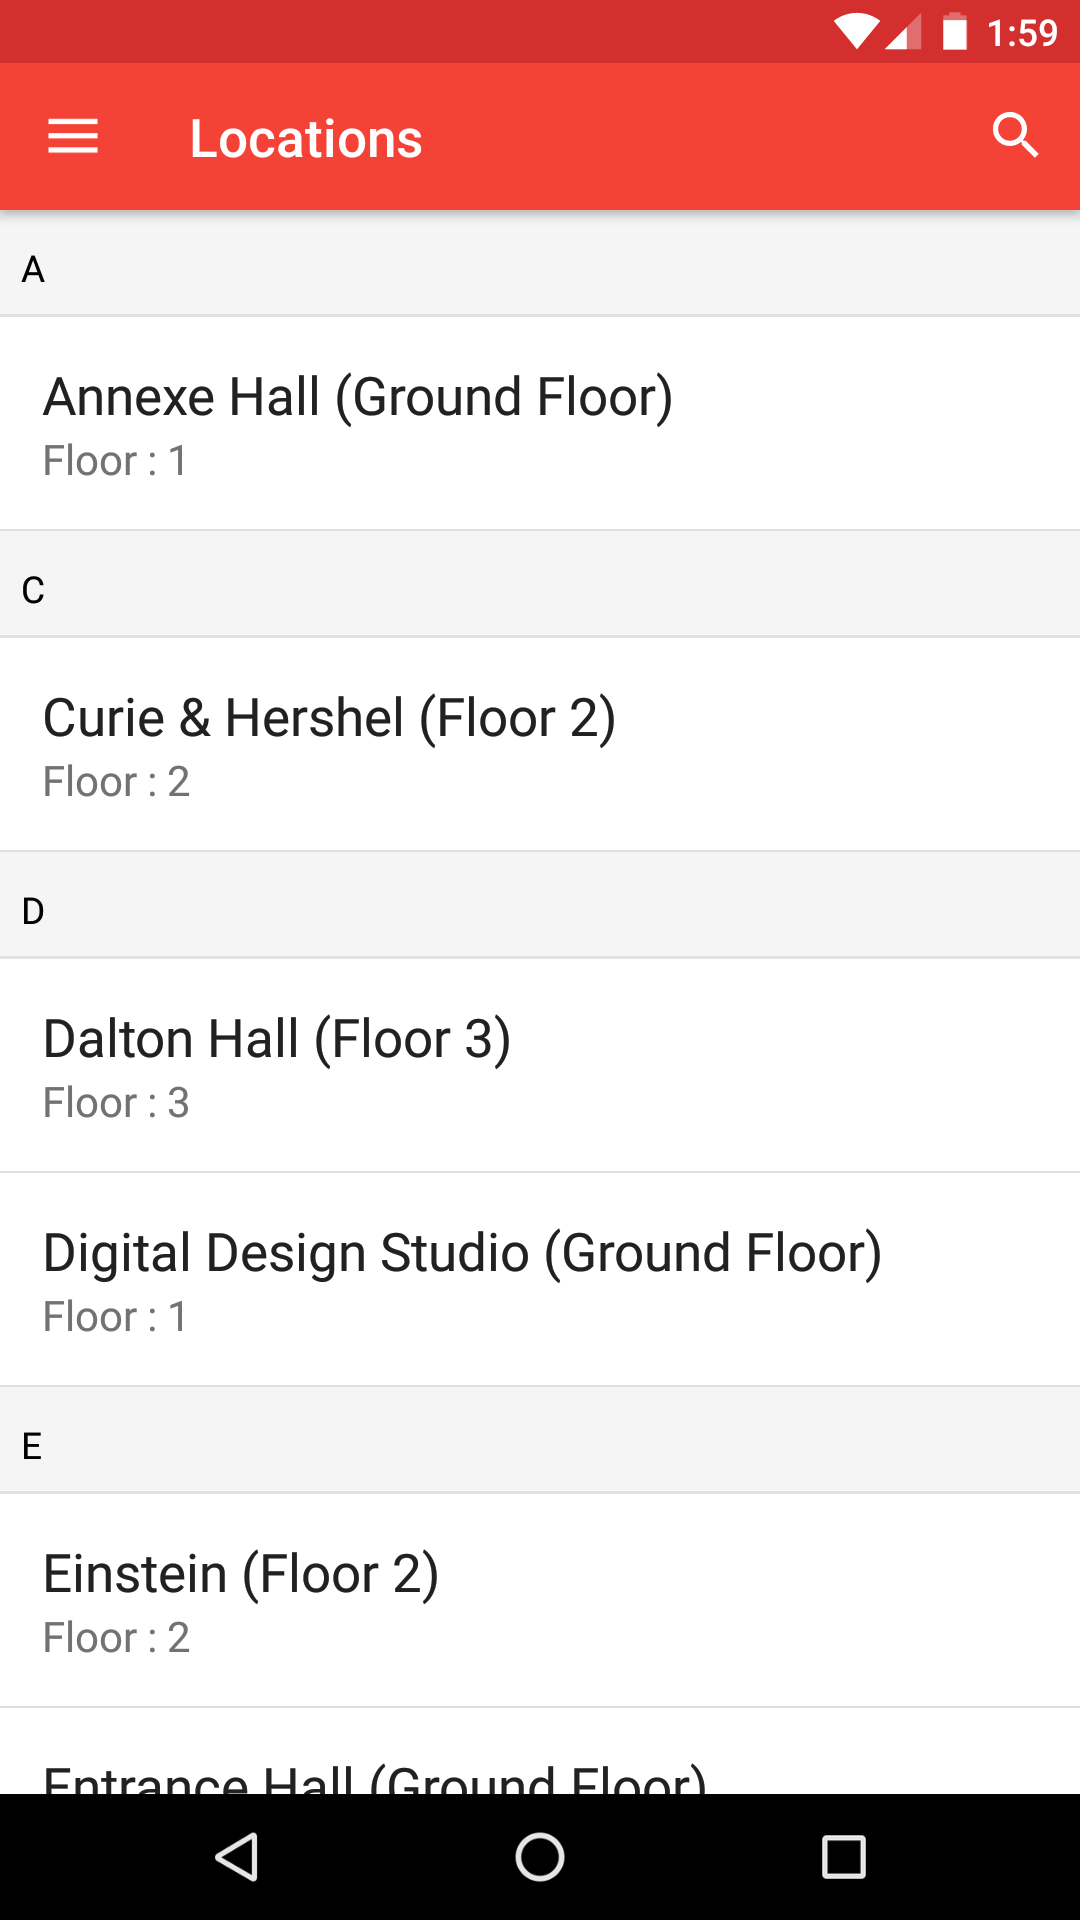 1:59
Locations
A
Annexe Hall (Ground Floor)
Floor : 1
C
Curie & Hershel (Floor 2)
Floor : 2
D
Dalton Hall (Floor 3)
Floor : 3
Digital Design Studio (Ground Floor)
Floor : 1
E
Einstein (Floor 2)
Floor : 2
Entrance Hall (Ground Floor)